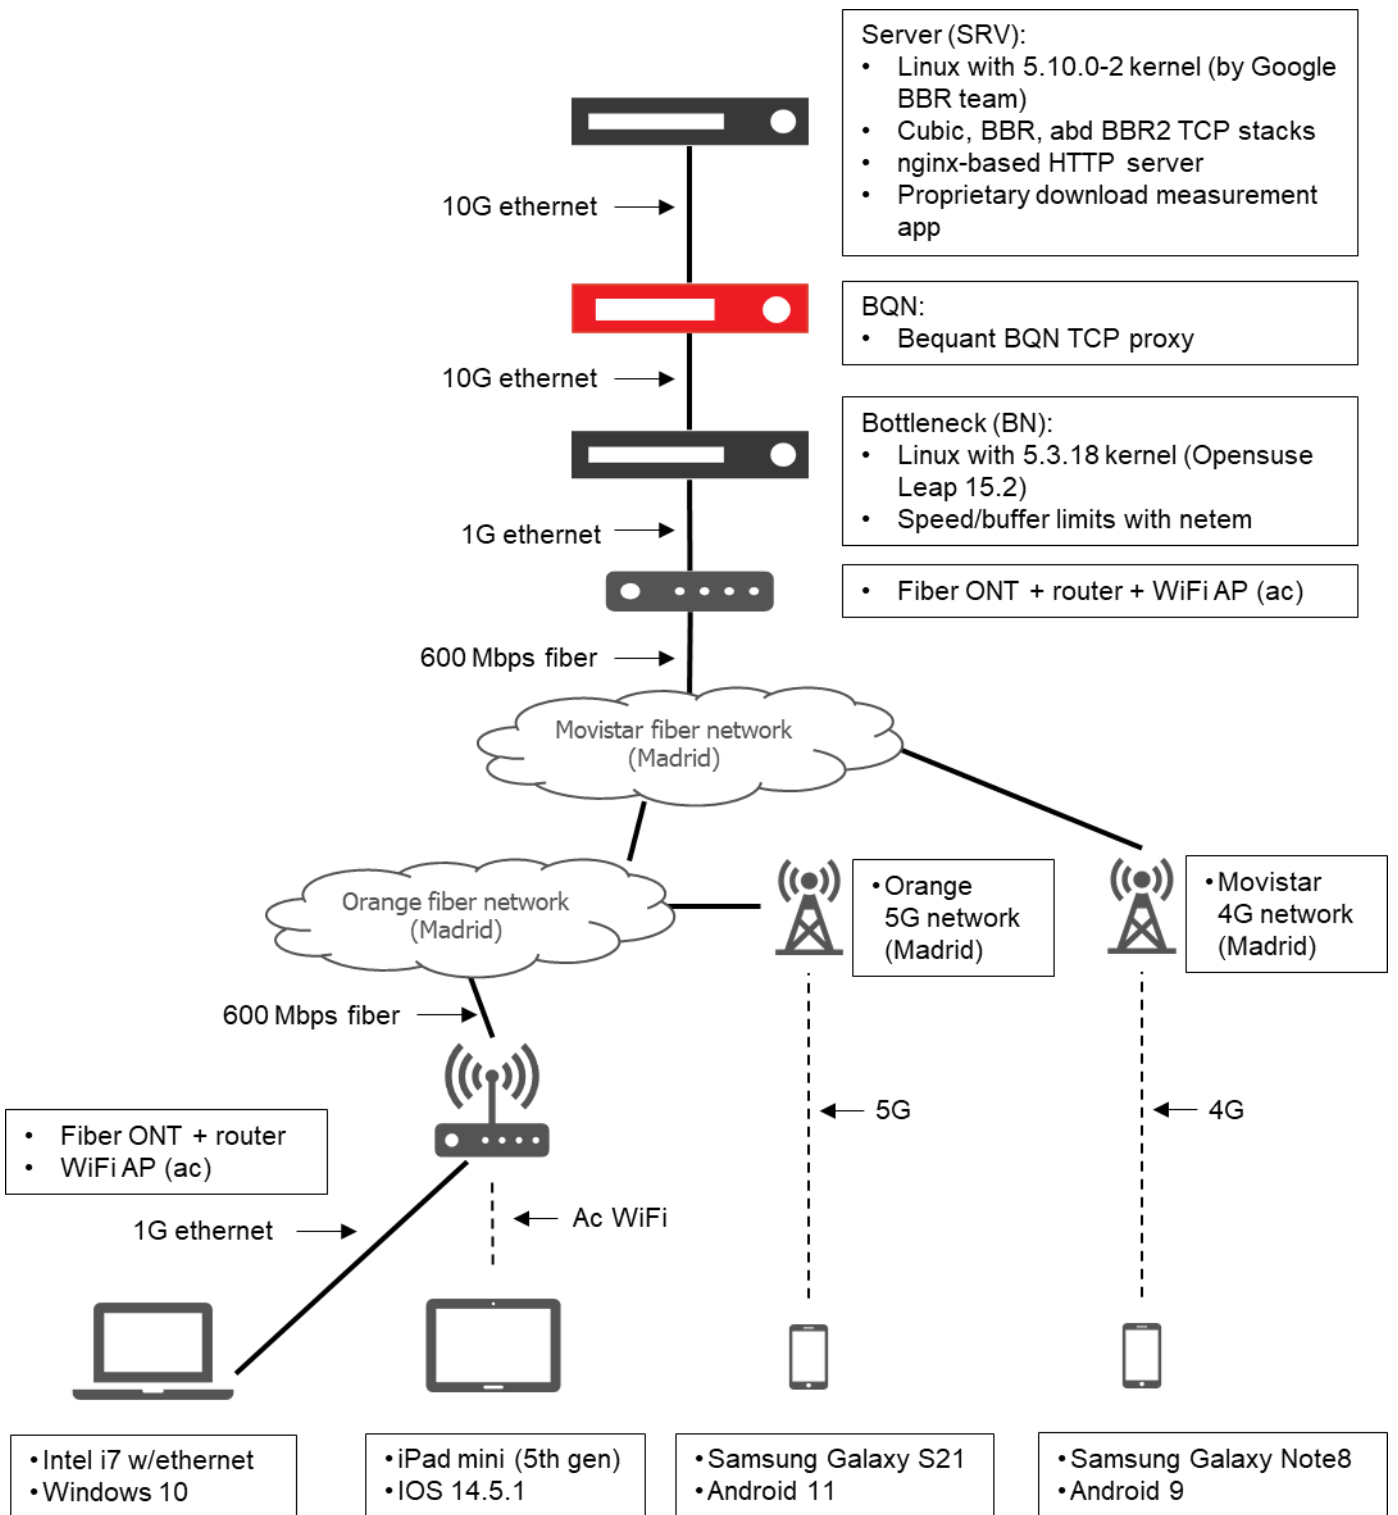 Server (SRV):
• Linux with 5.10.0-2 kernel (by Google
BBR team)
• Cubic, BBR, abd BBR2 TCP stacks
• nginx-based HTTP server
• Proprietary download measurement
app
10G ethernet
BQN:
• Bequant BQN TCP proxy
10G ethernet
Bottleneck (BN):
• Linux with 5.3.18 kernel (Opensuse
Leap 15.2)
• Speed/buffer limits with netem
1G ethernet
• Fiber ONT + router + WiFi AP (ac)
600 Mbps fiber
Movistar fiber network
(Madrid)
Orange fiber network
(Madrid)
• Orange
5G network
(Madrid)
• Movistar
4G network
(Madrid)
600 Mbps fiber
5G
4G
• Fiber ONT + router
• WiFi AP (ac)
1G ethernet
Ac WiFi
• Intel i7 w/ethernet
• Windows 10
• iPad mini (5th gen)
• IOS 14.5.1
• Samsung Galaxy S21
• Android 11
• Samsung Galaxy Note8
• Android 9